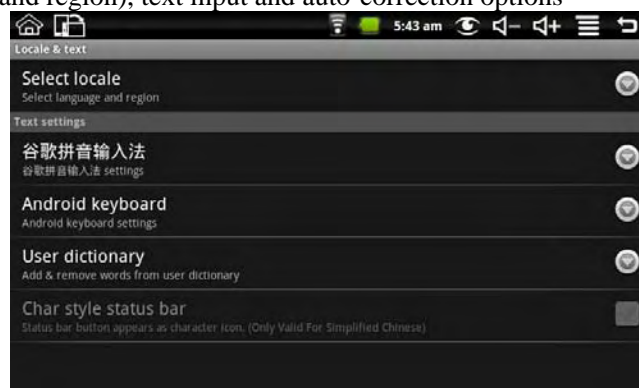 and region), text input and auto-correction options
5:43 am
Locale & text
Select locale
Select language and region
Text settings
谷歌拼音输入法
谷歌拼音输入法 settings
Android keyboard
Android keyboard settings
User dictionary
Add & remove words from user dictionary
Char style status bar
Status bar button appears as character icon. (Only Valid For Simplified Chinese)